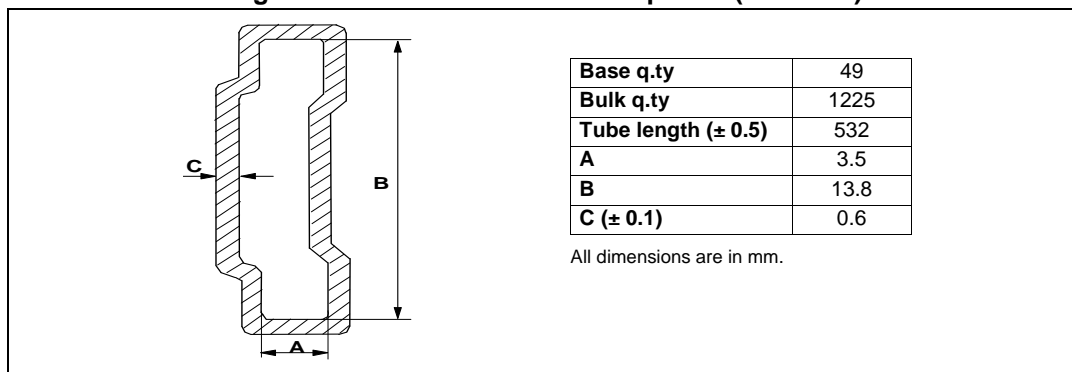 C
B
A
Base q.ty 49
Bulk q.ty 1225
Tube length (± 0.5) 532
A 3.5
B 13.8
C (± 0.1) 0.6
All dimensions are in mm.